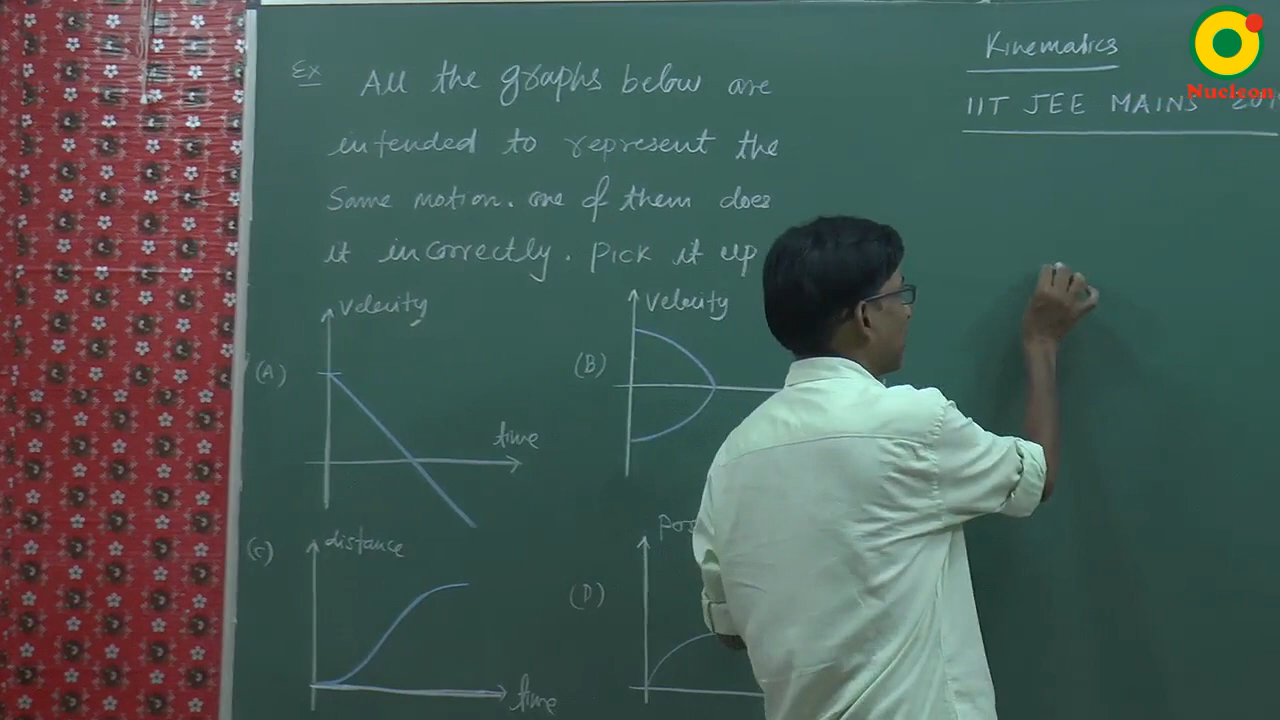 Kinematics
Nucleon
IIT JEE MAINS
Ex All the graphs below are
intended to represent the
Same motion. one of them does
it incorrectly. Pick it up
velocity
velocity
(A)
(B)
time
(C)
distance
(D)
time